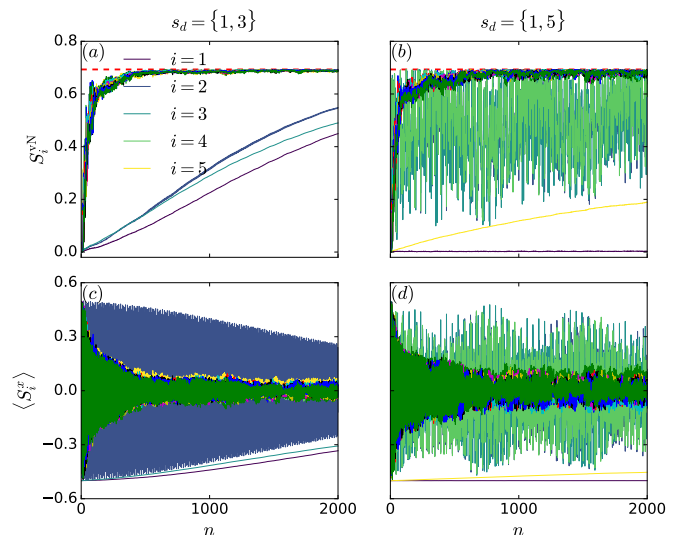 s_d = {1, 3}
s_d = {1, 5}
0.8
(a)
i = 1
(b)
0.6
i = 2
S_i^vN
0.4
i = 3
i = 4
0.2
i = 5
0.0
0.6
(c)
(d)
0.3
⟨S_i^x⟩
0.0
−0.3
−0.6
0
1000
2000
0
1000
2000
n
n